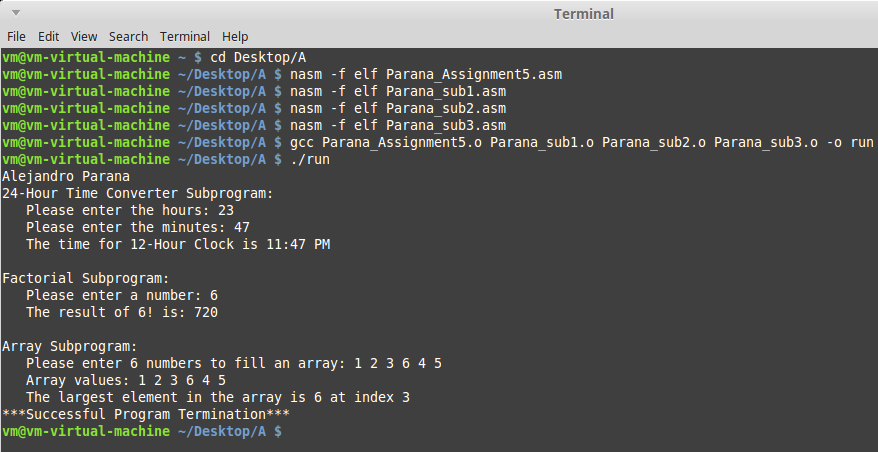 Terminal
File Edit View Search Terminal Help
vm@vm-virtual-machine ~ $ cd Desktop/A
vm@vm-virtual-machine ~/Desktop/A $ nasm -f elf Parana_Assignment5.asm
vm@vm-virtual-machine ~/Desktop/A $ nasm -f elf Parana_sub1.asm
vm@vm-virtual-machine ~/Desktop/A $ nasm -f elf Parana_sub2.asm
vm@vm-virtual-machine ~/Desktop/A $ nasm -f elf Parana_sub3.asm
vm@vm-virtual-machine ~/Desktop/A $ gcc Parana_Assignment5.o Parana_sub1.o Parana_sub2.o Parana_sub3.o -o run
vm@vm-virtual-machine ~/Desktop/A $ ./run
Alejandro Parana
24-Hour Time Converter Subprogram:
   Please enter the hours: 23
   Please enter the minutes: 47
   The time for 12-Hour Clock is 11:47 PM

Factorial Subprogram:
   Please enter a number: 6
   The result of 6! is: 720

Array Subprogram:
   Please enter 6 numbers to fill an array: 1 2 3 6 4 5
   Array values: 1 2 3 6 4 5
   The largest element in the array is 6 at index 3
***Successful Program Termination***
vm@vm-virtual-machine ~/Desktop/A $